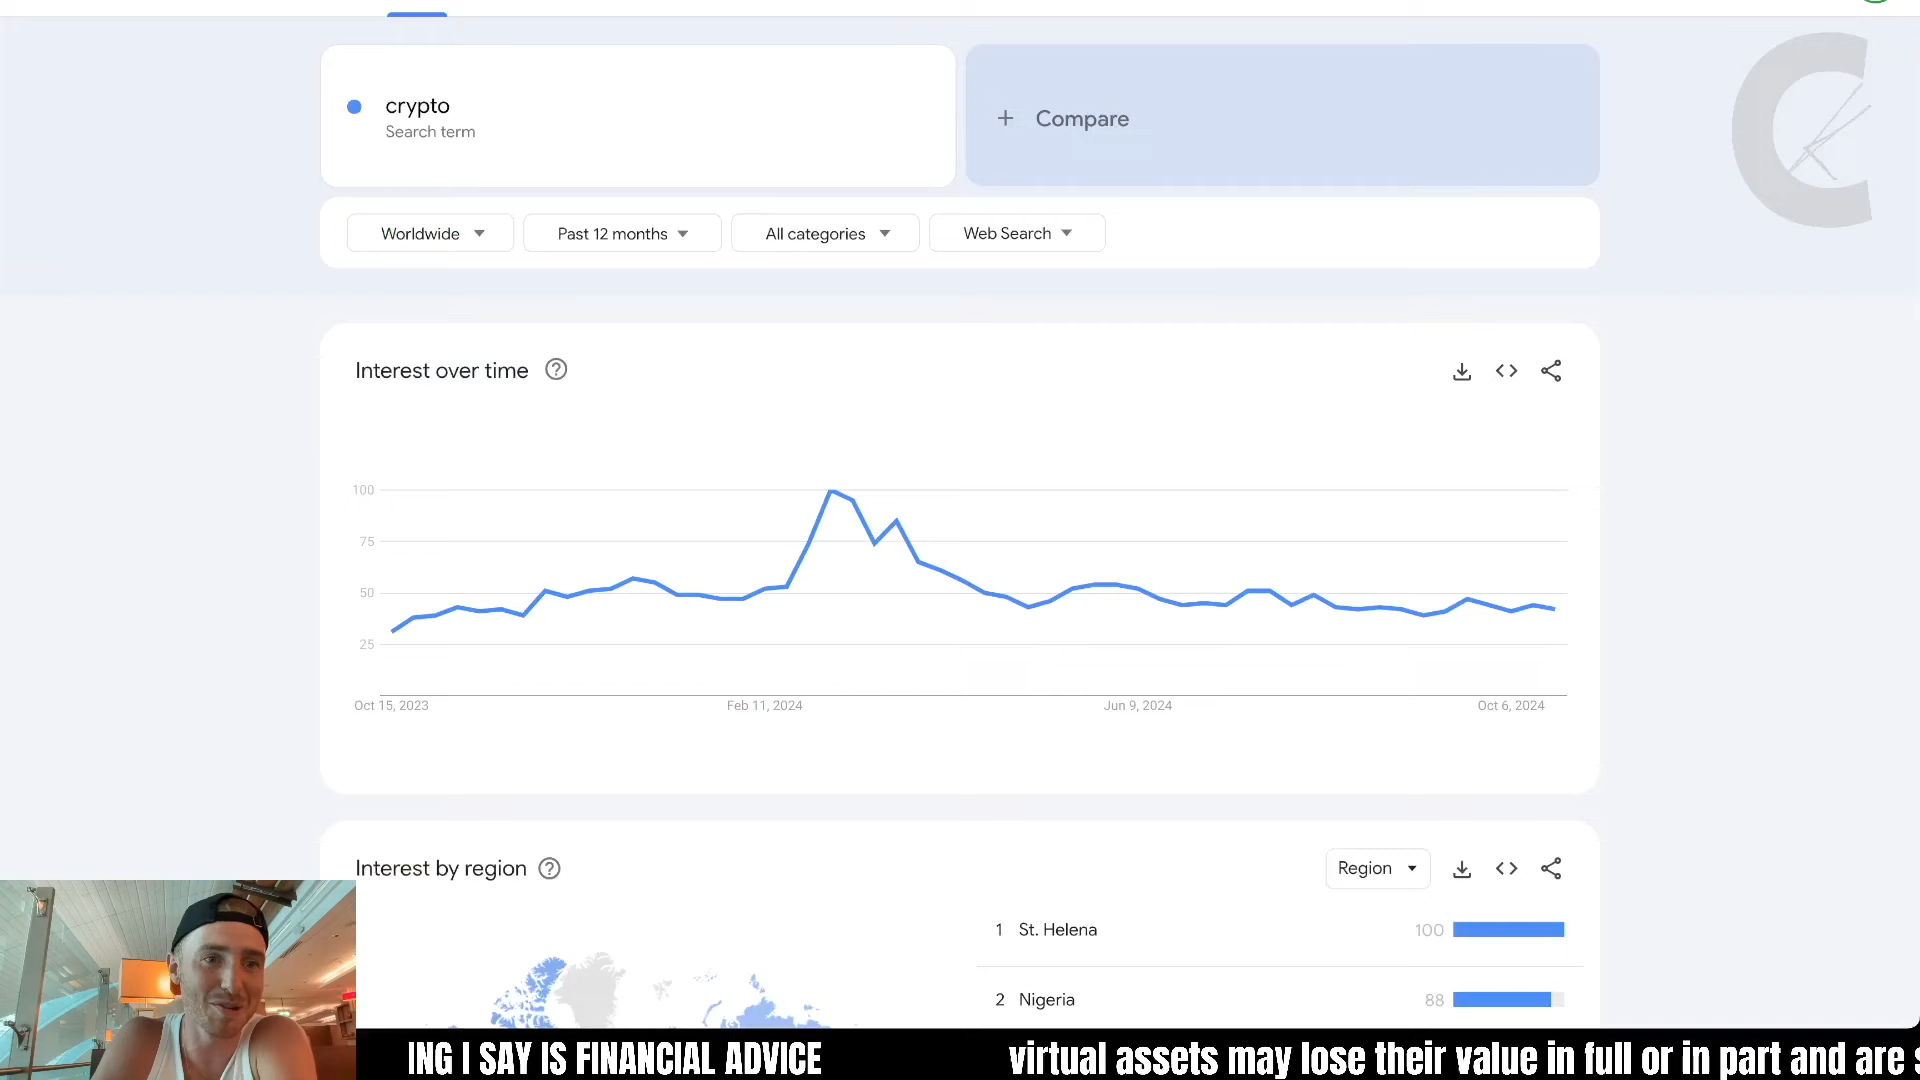 crypto
Search term
+ Compare
Worldwide
Past 12 months
All categories
Web Search
Interest over time
100
75
50
25
Oct 15, 2023
Feb 11, 2024
Jun 9, 2024
Oct 6, 2024
Interest by region
Region
1 St. Helena 100
2 Nigeria 88
ING I SAY IS FINANCIAL ADVICE virtual assets may lose their value in full or in part and are s